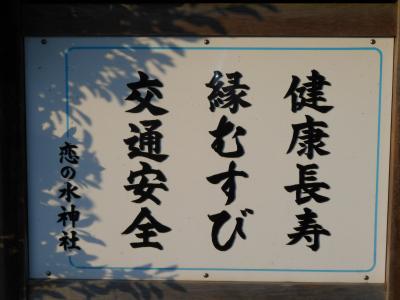 健康長寿
縁むすび
交通安全
恋の水神社